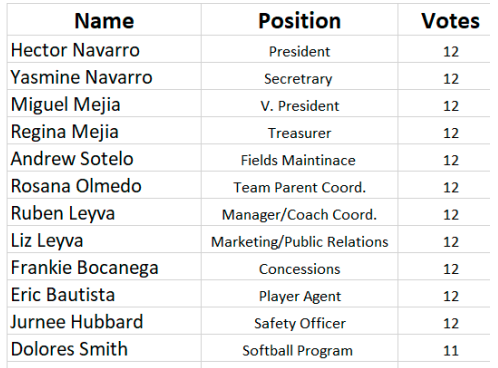 Name Position Votes
Hector Navarro President 12
Yasmine Navarro Secretrary 12
Miguel Mejia V. President 12
Regina Mejia Treasurer 12
Andrew Sotelo Fields Maintinace 12
Rosana Olmedo Team Parent Coord. 12
Ruben Leyva Manager/Coach Coord. 12
Liz Leyva Marketing/Public Relations 12
Frankie Bocanega Concessions 12
Eric Bautista Player Agent 12
Jurnee Hubbard Safety Officer 12
Dolores Smith Softball Program 11